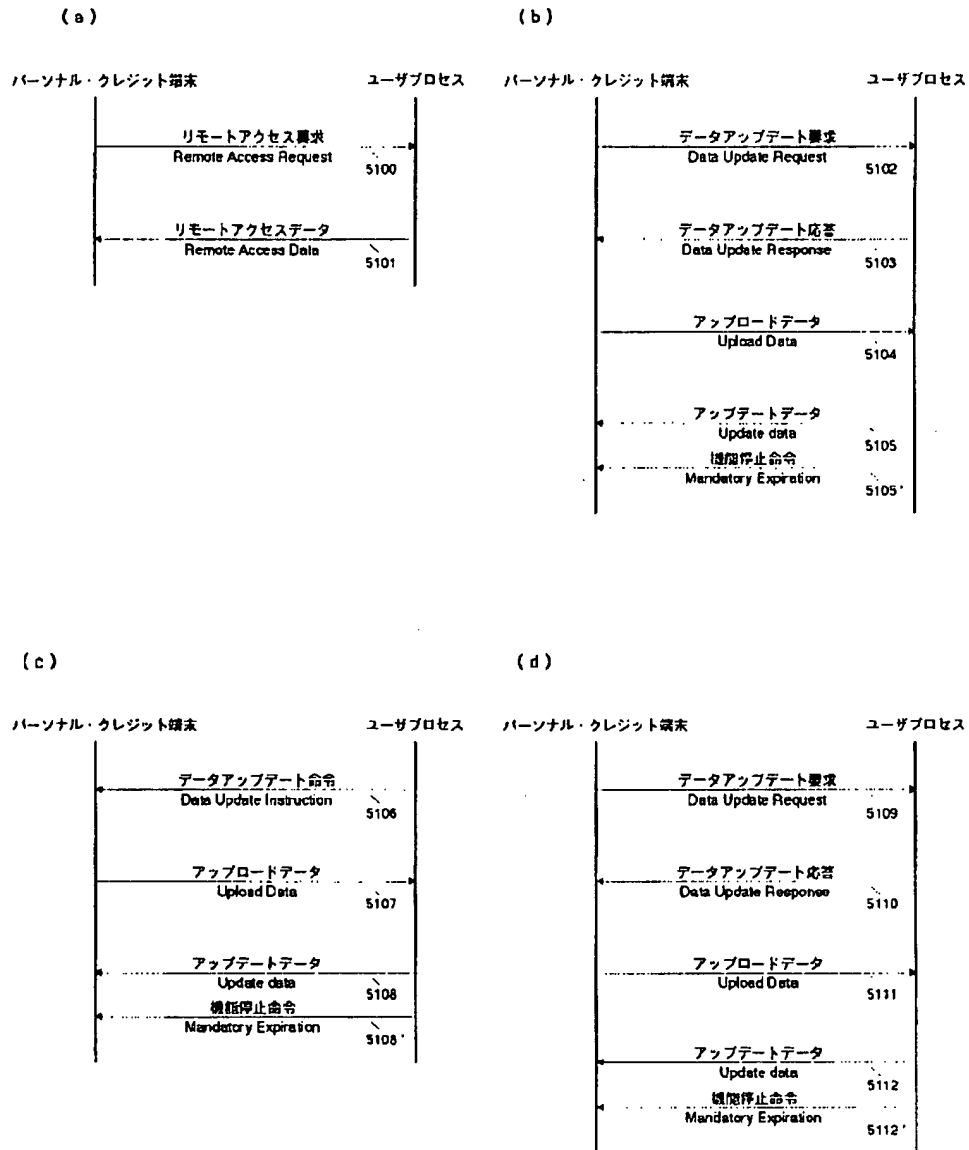 (a)
パーソナル・クレジット端末 ユーザプロセス
リモートアクセス要求
Remote Access Request
5100
リモートアクセスデータ
Remote Access Data
5101
(b)
パーソナル・クレジット端末 ユーザプロセス
データアップデート要求
Data Update Request
5102
データアップデート応答
Data Update Response
5103
アップロードデータ
Upload Data
5104
アップデートデータ
Update data
5105
機能停止命令
Mandatory Expiration
5105'
(c)
パーソナル・クレジット端末 ユーザプロセス
データアップデート命令
Data Update Instruction
5106
アップロードデータ
Upload Data
5107
アップデートデータ
Update data
5108
機能停止命令
Mandatory Expiration
5108'
(d)
パーソナル・クレジット端末 ユーザプロセス
データアップデート要求
Data Update Request
5109
データアップデート応答
Data Update Response
5110
アップロードデータ
Upload Data
5111
アップデートデータ
Update data
5112
機能停止命令
Mandatory Expiration
5112'